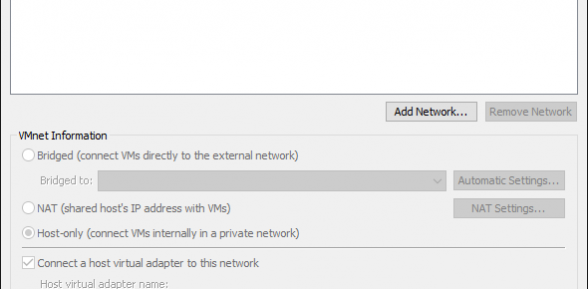 Add Network... Remove Network
VMnet Information
Bridged (connect VMs directly to the external network)
Bridged to: Automatic Settings...
NAT (shared host's IP address with VMs) NAT Settings...
Host-only (connect VMs internally in a private network)
Connect a host virtual adapter to this network
Host virtual adapter name: